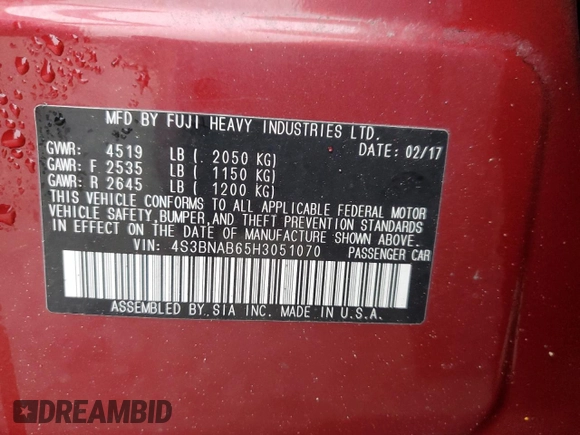 MFD BY FUJI HEAVY INDUSTRIES LTD.
GVWR: 4519 LB ( . 2050 KG) DATE: 02/17
GAWR: F 2535 LB ( 1150 KG)
GAWR: R 2645 LB ( 1200 KG)
THIS VEHICLE CONFORMS TO ALL APPLICABLE FEDERAL MOTOR
VEHICLE SAFETY, BUMPER, AND THEFT PREVENTION STANDARDS
IN EFFECT ON THE DATE OF MANUFACTURE SHOWN ABOVE.
VIN: 4S3BNAB65H3051070 PASSENGER CAR
ASSEMBLED BY SIA INC. MADE IN U.S.A.
DREAMBID